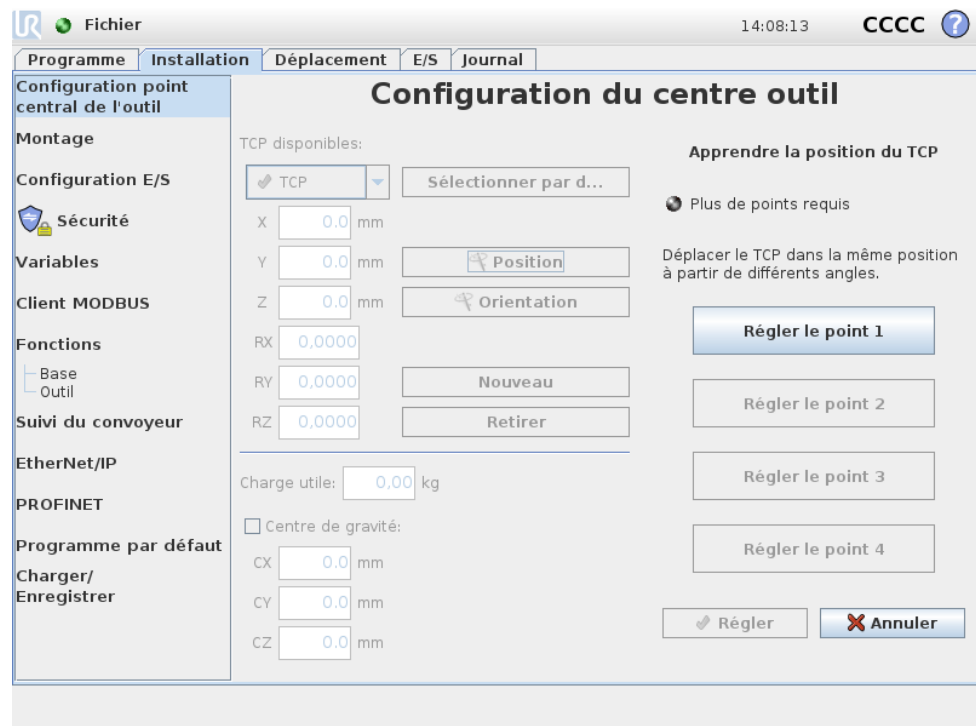 UR Fichier 14:08:13 CCCC ?
Programme Installation Déplacement E/S Journal
Configuration point
central de l'outil
Montage
Configuration E/S
Sécurité
Variables
Client MODBUS
Fonctions
Base
Outil
Suivi du convoyeur
EtherNet/IP
PROFINET
Programme par défaut
Charger/
Enregistrer
Configuration du centre outil
TCP disponibles:
TCP Sélectionner par d...
X 0.0 mm
Y 0.0 mm Position
Z 0.0 mm Orientation
RX 0,0000
RY 0,0000 Nouveau
RZ 0,0000 Retirer
Charge utile: 0,00 kg
Centre de gravité:
CX 0.0 mm
CY 0.0 mm
CZ 0.0 mm
Apprendre la position du TCP
Plus de points requis
Déplacer le TCP dans la même position
à partir de différents angles.
Régler le point 1
Régler le point 2
Régler le point 3
Régler le point 4
Régler Annuler